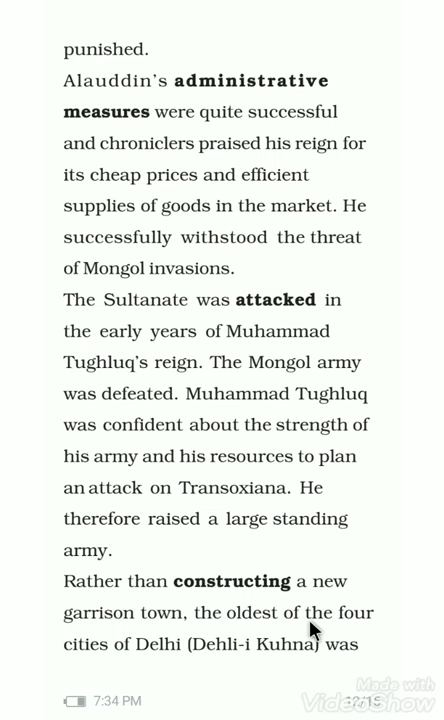 punished.
Alauddin's administrative
measures were quite successful
and chroniclers praised his reign for
its cheap prices and efficient
supplies of goods in the market. He
successfully withstood the threat
of Mongol invasions.
The Sultanate was attacked in
the early years of Muhammad
Tughluq's reign. The Mongol army
was defeated. Muhammad Tughluq
was confident about the strength of
his army and his resources to plan
an attack on Transoxiana. He
therefore raised a large standing
army.
Rather than constructing a new
garrison town, the oldest of the four
cities of Delhi (Dehli-i Kuhna) was
Made with
7:34 PM
VideoShow